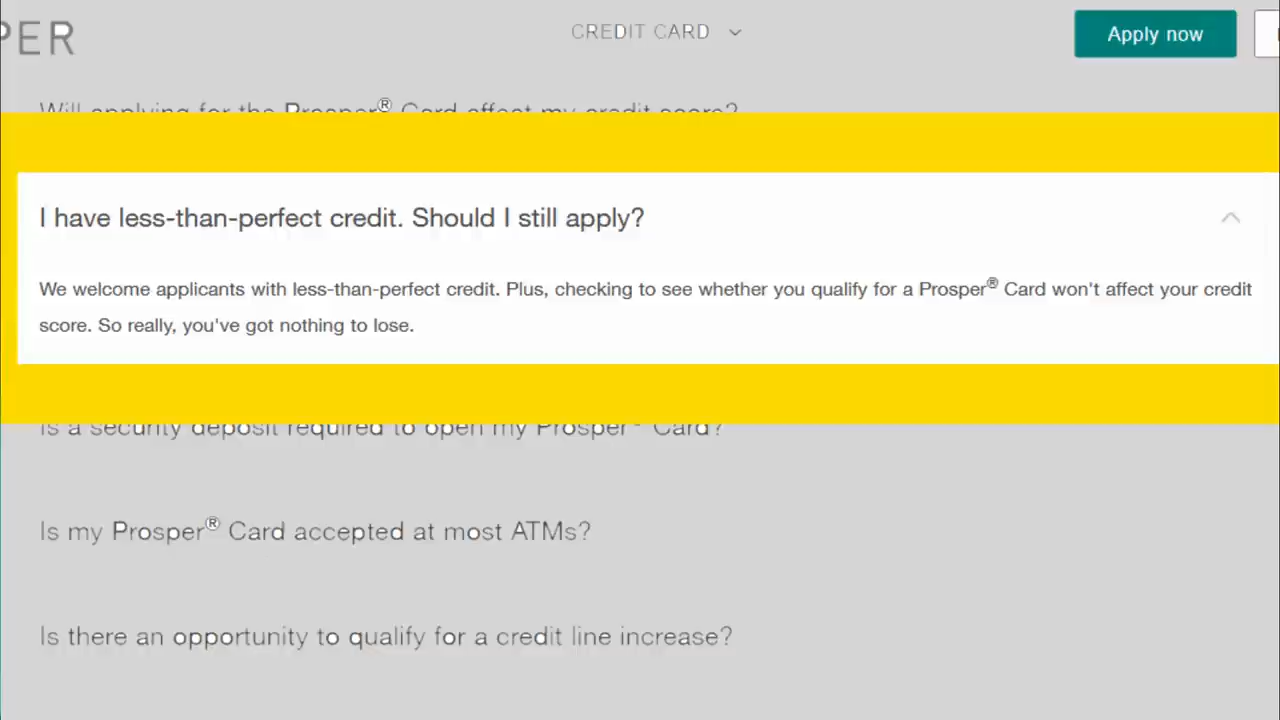 PER
CREDIT CARD
Apply now
Will applying for the Prosper® Card affect my credit score?
I have less-than-perfect credit. Should I still apply?
We welcome applicants with less-than-perfect credit. Plus, checking to see whether you qualify for a Prosper® Card won't affect your credit
score. So really, you've got nothing to lose.
Is a security deposit required to open my Prosper® Card?
Is my Prosper® Card accepted at most ATMs?
Is there an opportunity to qualify for a credit line increase?